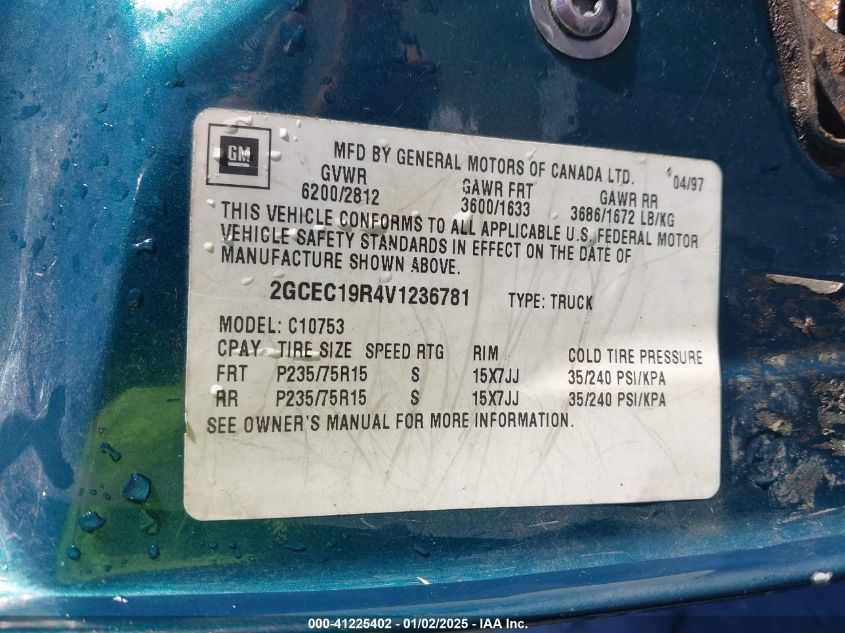 GM
MFD BY GENERAL MOTORS OF CANADA LTD. 04/97
GVWR GAWR FRT GAWR RR
6200/2812 3600/1633 3686/1672 LB/KG
THIS VEHICLE CONFORMS TO ALL APPLICABLE U.S. FEDERAL MOTOR
VEHICLE SAFETY STANDARDS IN EFFECT ON THE DATE OF
MANUFACTURE SHOWN ABOVE.
2GCEC19R4V1236781 TYPE: TRUCK
MODEL: C10753
CPAY TIRE SIZE SPEED RTG RIM COLD TIRE PRESSURE
FRT P235/75R15 S 15X7JJ 35/240 PSI/KPA
RR P235/75R15 S 15X7JJ 35/240 PSI/KPA
SEE OWNER'S MANUAL FOR MORE INFORMATION.
000-41225402 - 01/02/2025 - © IAA Inc.